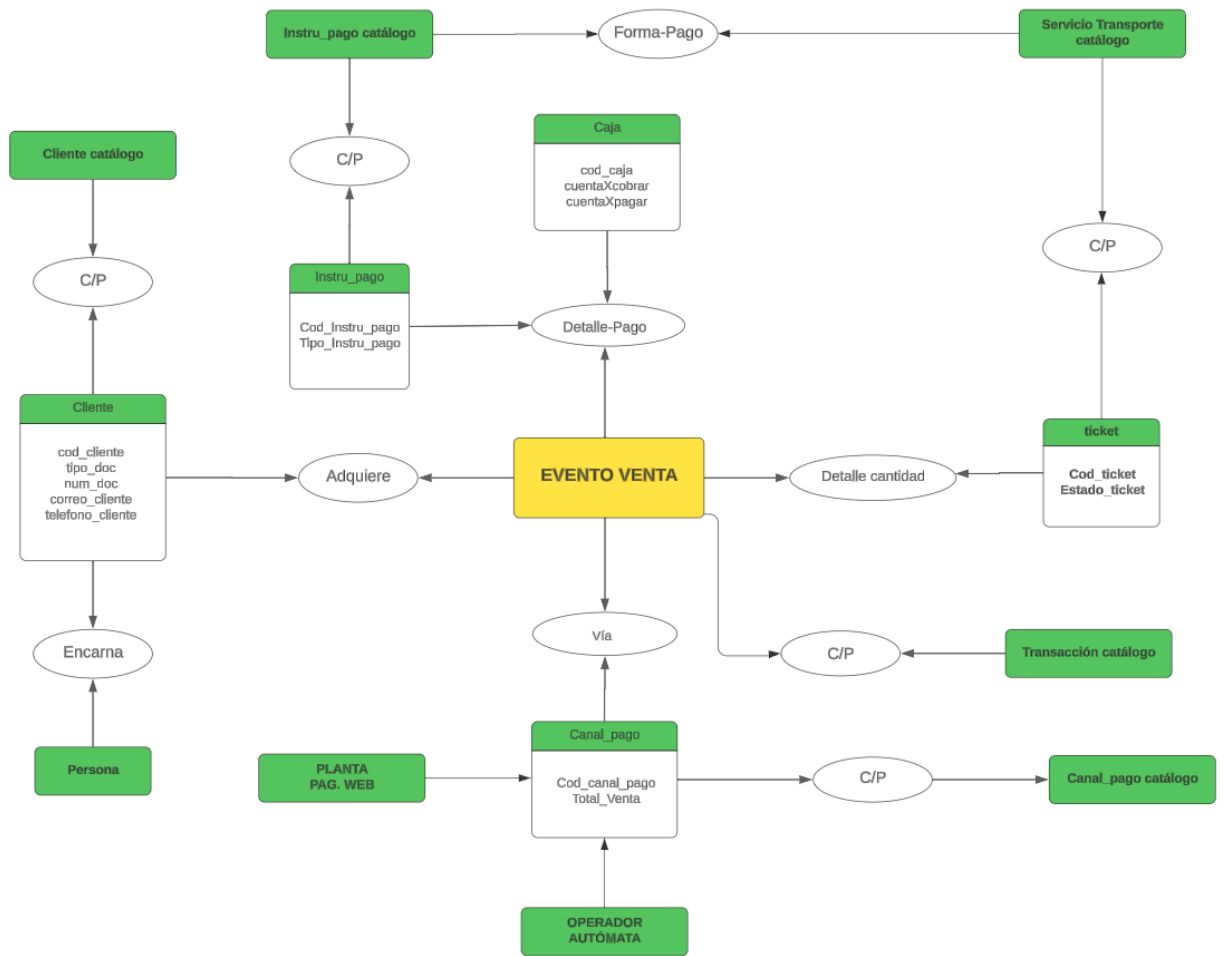 Instru_pago catálogo
Forma-Pago
Servicio Transporte
catálogo
Cliente catálogo
C/P
Caja
cod_caja
cuentaXcobrar
cuentaXpagar
C/P
C/P
Instru_pago
Cod_Instru_pago
Tipo_Instru_pago
Detalle-Pago
Cliente
cod_cliente
tipo_doc
num_doc
correo_cliente
telefono_cliente
Adquiere
EVENTO VENTA
Detalle cantidad
ticket
Cod_ticket
Estado_ticket
Encarna
Vía
C/P
Transacción catálogo
Persona
PLANTA
PAG. WEB
Canal_pago
Cod_canal_pago
Total_Venta
C/P
Canal_pago catálogo
OPERADOR
AUTÓMATA